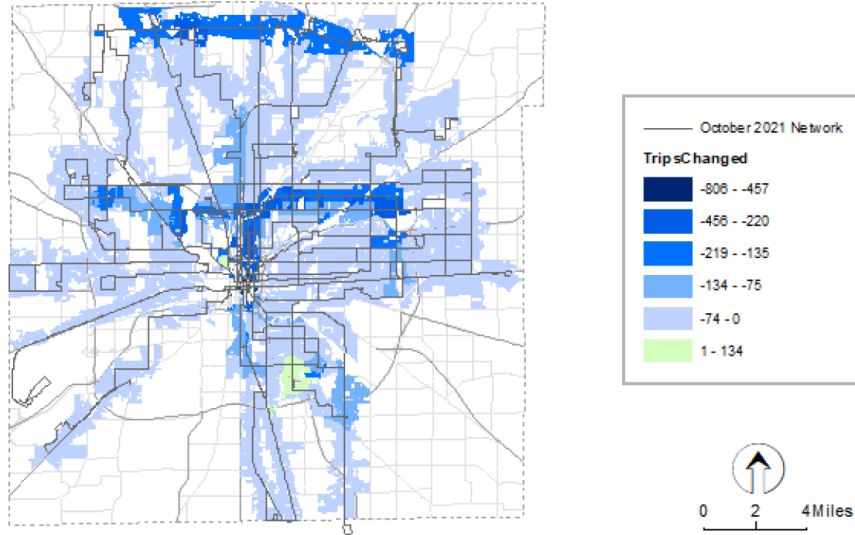 October 2021 Network
TripsChanged
-806 - -457
-456 - -220
-219 - -135
-134 - -75
-74 - 0
1 - 134
0 2 4Miles